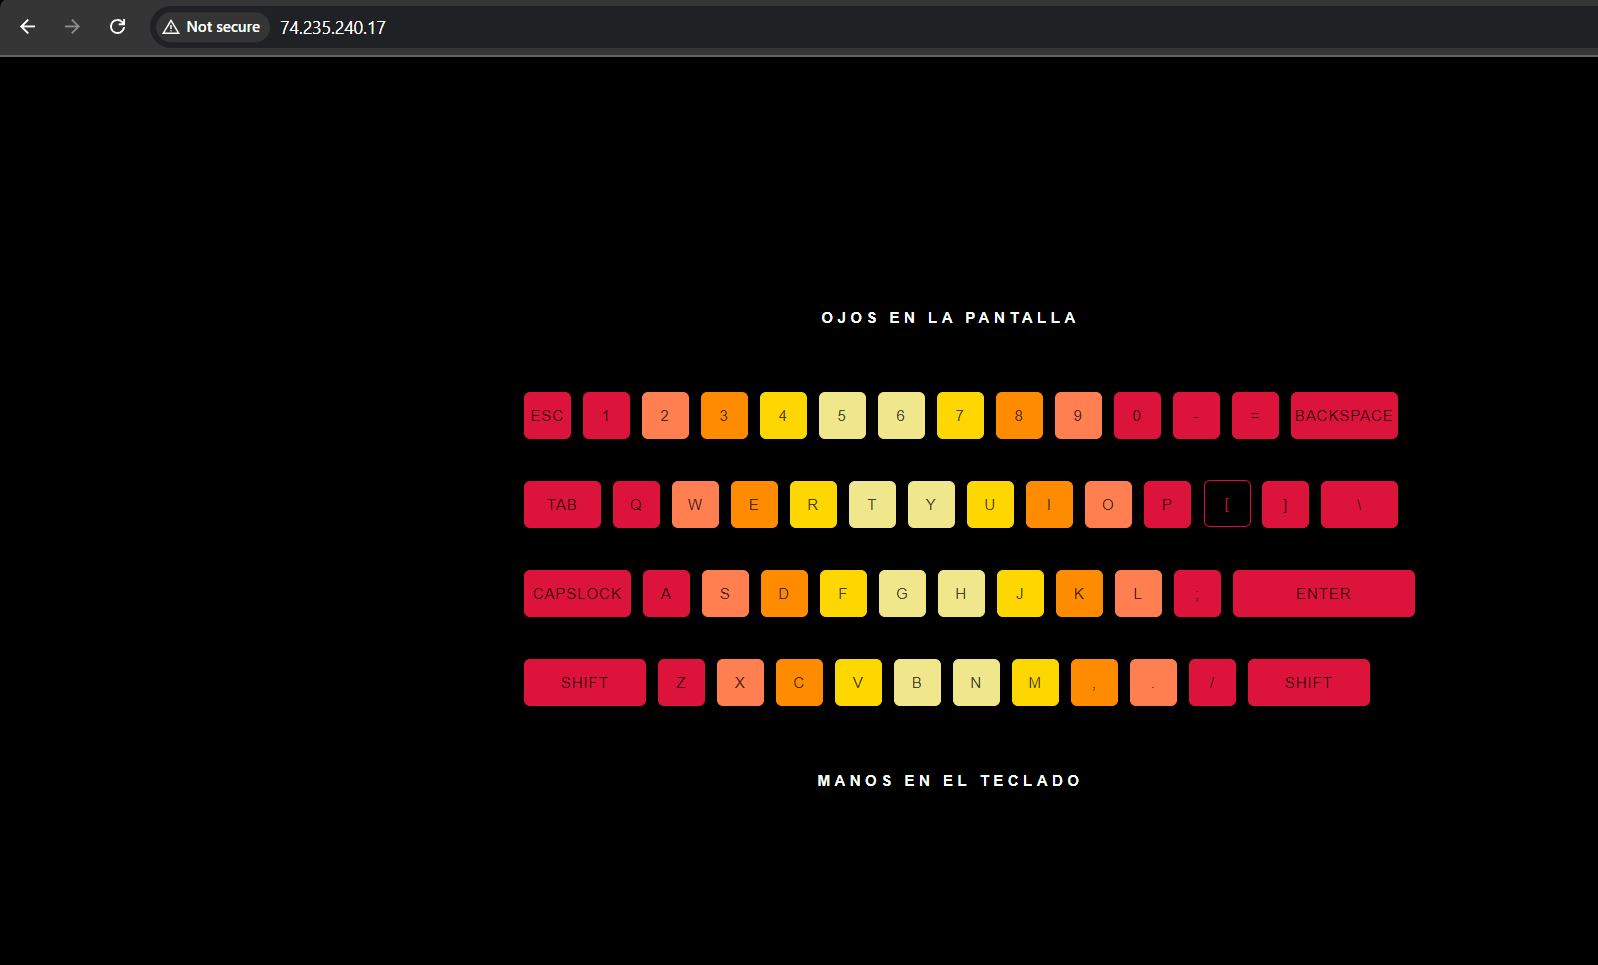 Not secure 74.235.240.17
OJOS EN LA PANTALLA
ESC 1 2 3 4 5 6 7 8 9 0 - = BACKSPACE
TAB Q W E R T Y U I O P [ ] \
CAPSLOCK A S D F G H J K L ; ENTER
SHIFT Z X C V B N M , . / SHIFT
MANOS EN EL TECLADO